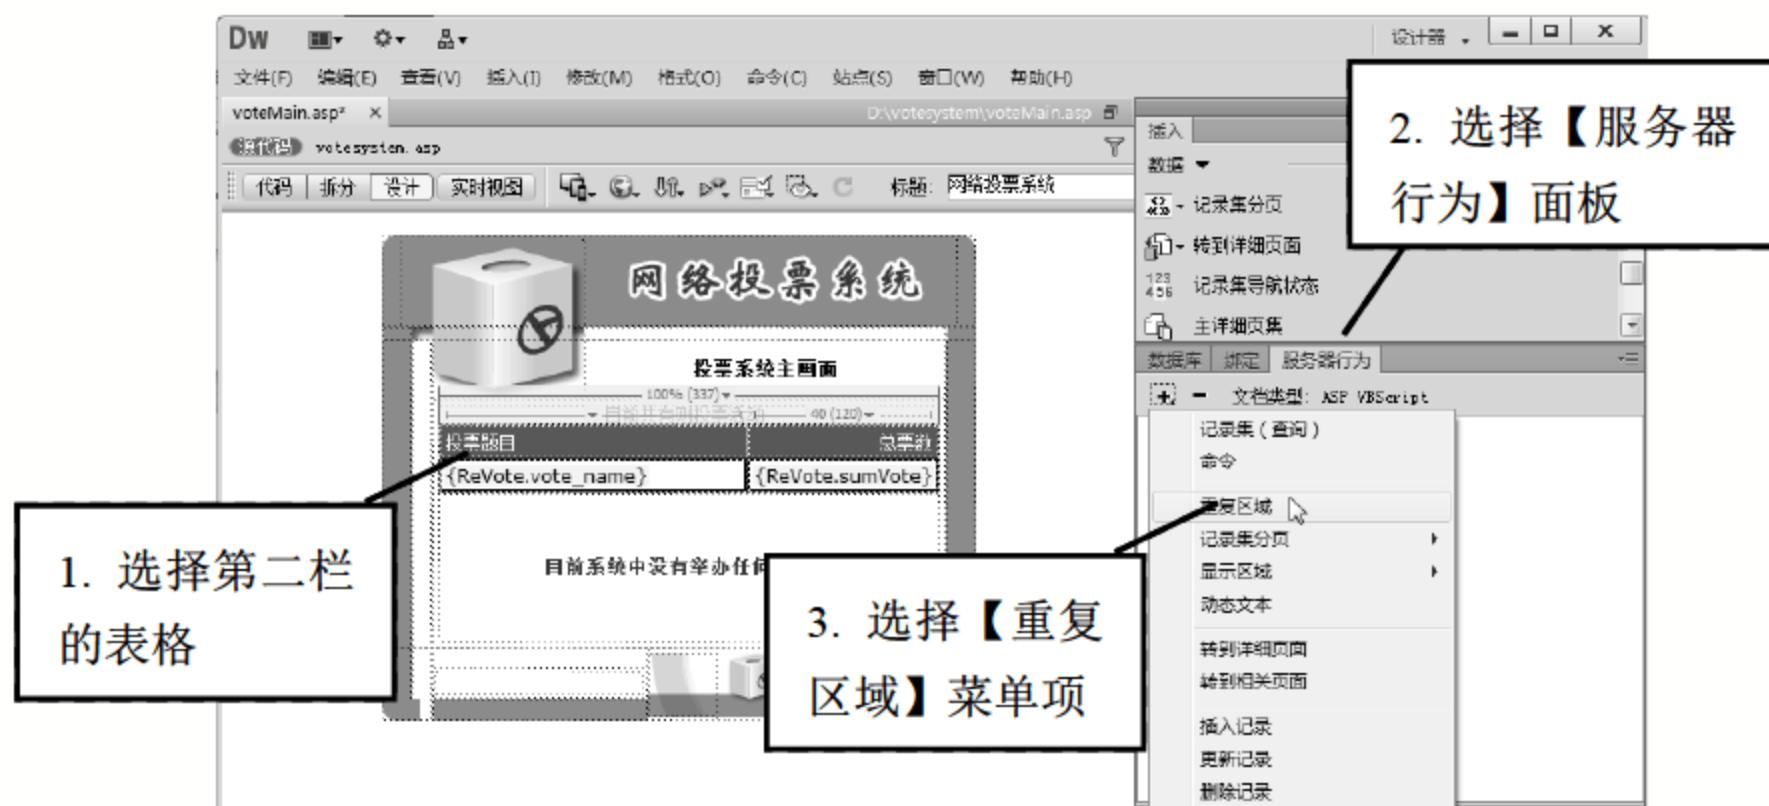 Dw
设计器
文件(F) 编辑(E) 查看(V) 插入(I) 修改(M) 格式(O) 命令(C) 站点(S) 窗口(W) 帮助(H)
voteMain.asp* × D:\votesystem\voteMain.asp
源代码 votesystem.asp
代码 拆分 设计 实时视图 标题: 网络投票系统
网络投票系统
投票系统主画面
100% (337)
40 (120)
投票题目 总票数
{ReVote.vote_name} {ReVote.sumVote}
目前系统中没有举办任何
插入
数据
记录集分页
转到详细页面
123
456 记录集导航状态
主详细页集
数据库 绑定 服务器行为
文档类型: ASP VBScript
记录集(查询)
命令
重复区域
记录集分页
显示区域
动态文本
转到详细页面
转到相关页面
插入记录
更新记录
删除记录
1. 选择第二栏
的表格
2. 选择【服务器
行为】面板
3. 选择【重复
区域】菜单项